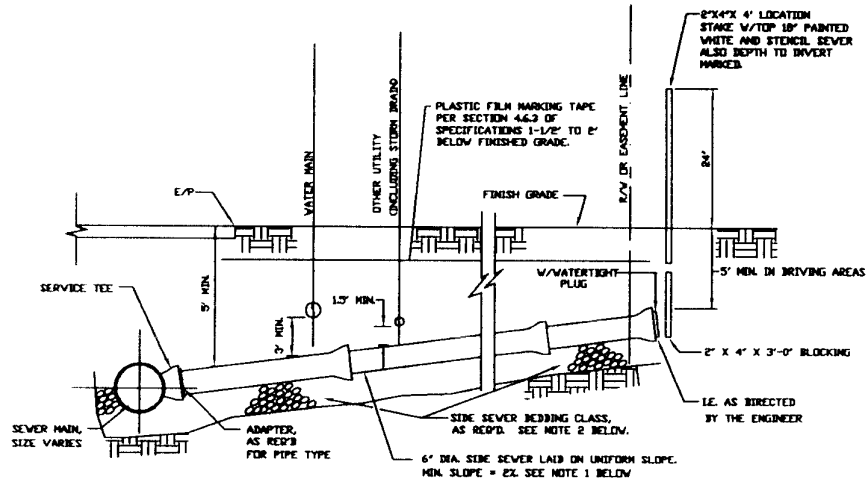 2"X4"X 4' LOCATION
STAKE W/TOP 18" PAINTED
WHITE AND STENCIL SEWER
ALSO DEPTH TO INVERT
MARKED.
PLASTIC FILM MARKING TAPE
PER SECTION 4.6.3 OF
SPECIFICATIONS 1-1/2' TO 2'
BELOW FINISHED GRADE.
R/W OR EASEMENT LINE
24"
WATER MAIN
OTHER UTILITY
(INCLUDING STORM DRAIN)
E/P
FINISH GRADE
5' MIN.
W/WATERTIGHT
PLUG
5' MIN. IN DRIVING AREAS
SERVICE TEE
1.5' MIN.
3' MIN.
2" X 4" X 3'-0" BLOCKING
I.E. AS DIRECTED
BY THE ENGINEER
SEWER MAIN,
SIZE VARIES
ADAPTER,
AS REQ'D
FOR PIPE TYPE
SIDE SEWER BEDDING CLASS,
AS REQ'D. SEE NOTE 2 BELOW.
6" DIA. SIDE SEWER LAID ON UNIFORM SLOPE.
MIN. SLOPE = 2%. SEE NOTE 1 BELOW